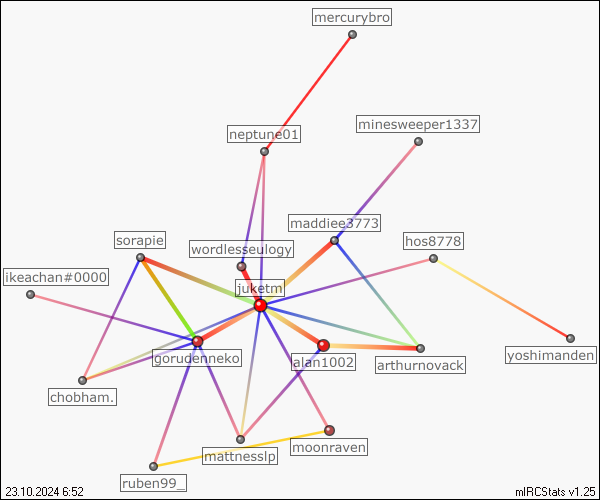 mercurybro
minesweeper1337
neptune01
maddiee3773
sorapie
hos8778
wordlesseulogy
ikeachan#0000
juketm
gorudenneko
alan1002
yoshimanden
arthurnovack
chobham.
moonraven
mattnesslp
ruben99_
23.10.2024 6:52
mIRCStats v1.25